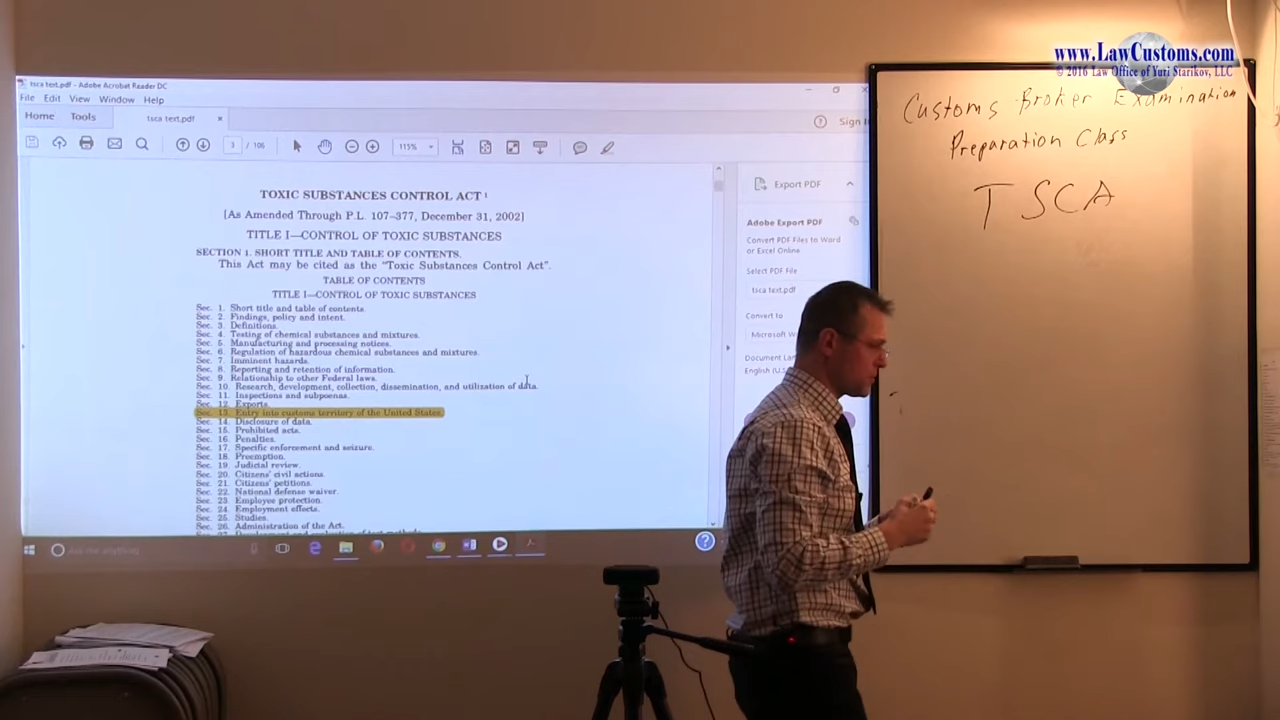 www.LawCustoms.com
© 2016 Law Office of Yuri Starikov, LLC
Customs Broker Examination
Preparation Class
TSCA
tsca text.pdf - Adobe Acrobat Reader DC
File Edit View Window Help
Home Tools tsca text.pdf × Sign
3 / 106 115%
TOXIC SUBSTANCES CONTROL ACT 1
[As Amended Through P.L. 107–377, December 31, 2002]
TITLE I—CONTROL OF TOXIC SUBSTANCES
SECTION 1. SHORT TITLE AND TABLE OF CONTENTS.
This Act may be cited as the “Toxic Substances Control Act”.
TABLE OF CONTENTS
TITLE I—CONTROL OF TOXIC SUBSTANCES
Sec. 1. Short title and table of contents.
Sec. 2. Findings, policy and intent.
Sec. 3. Definitions.
Sec. 4. Testing of chemical substances and mixtures.
Sec. 5. Manufacturing and processing notices.
Sec. 6. Regulation of hazardous chemical substances and mixtures.
Sec. 7. Imminent hazards.
Sec. 8. Reporting and retention of information.
Sec. 9. Relationship to other Federal laws.
Sec. 10. Research, development, collection, dissemination, and utilization of data.
Sec. 11. Inspections and subpoenas.
Sec. 12. Exports.
Sec. 13. Entry into customs territory of the United States.
Sec. 14. Disclosure of data.
Sec. 15. Prohibited acts.
Sec. 16. Penalties.
Sec. 17. Specific enforcement and seizure.
Sec. 18. Preemption.
Sec. 19. Judicial review.
Sec. 20. Citizens' civil actions.
Sec. 21. Citizens' petitions.
Sec. 22. National defense waiver.
Sec. 23. Employee protection.
Sec. 24. Employment effects.
Sec. 25. Studies.
Sec. 26. Administration of the Act.
Export PDF
Adobe Export PDF
Convert PDF Files to Word
or Excel Online
Select PDF File
tsca text.pdf
Convert to
Microsoft
Document
English
Ask me anything